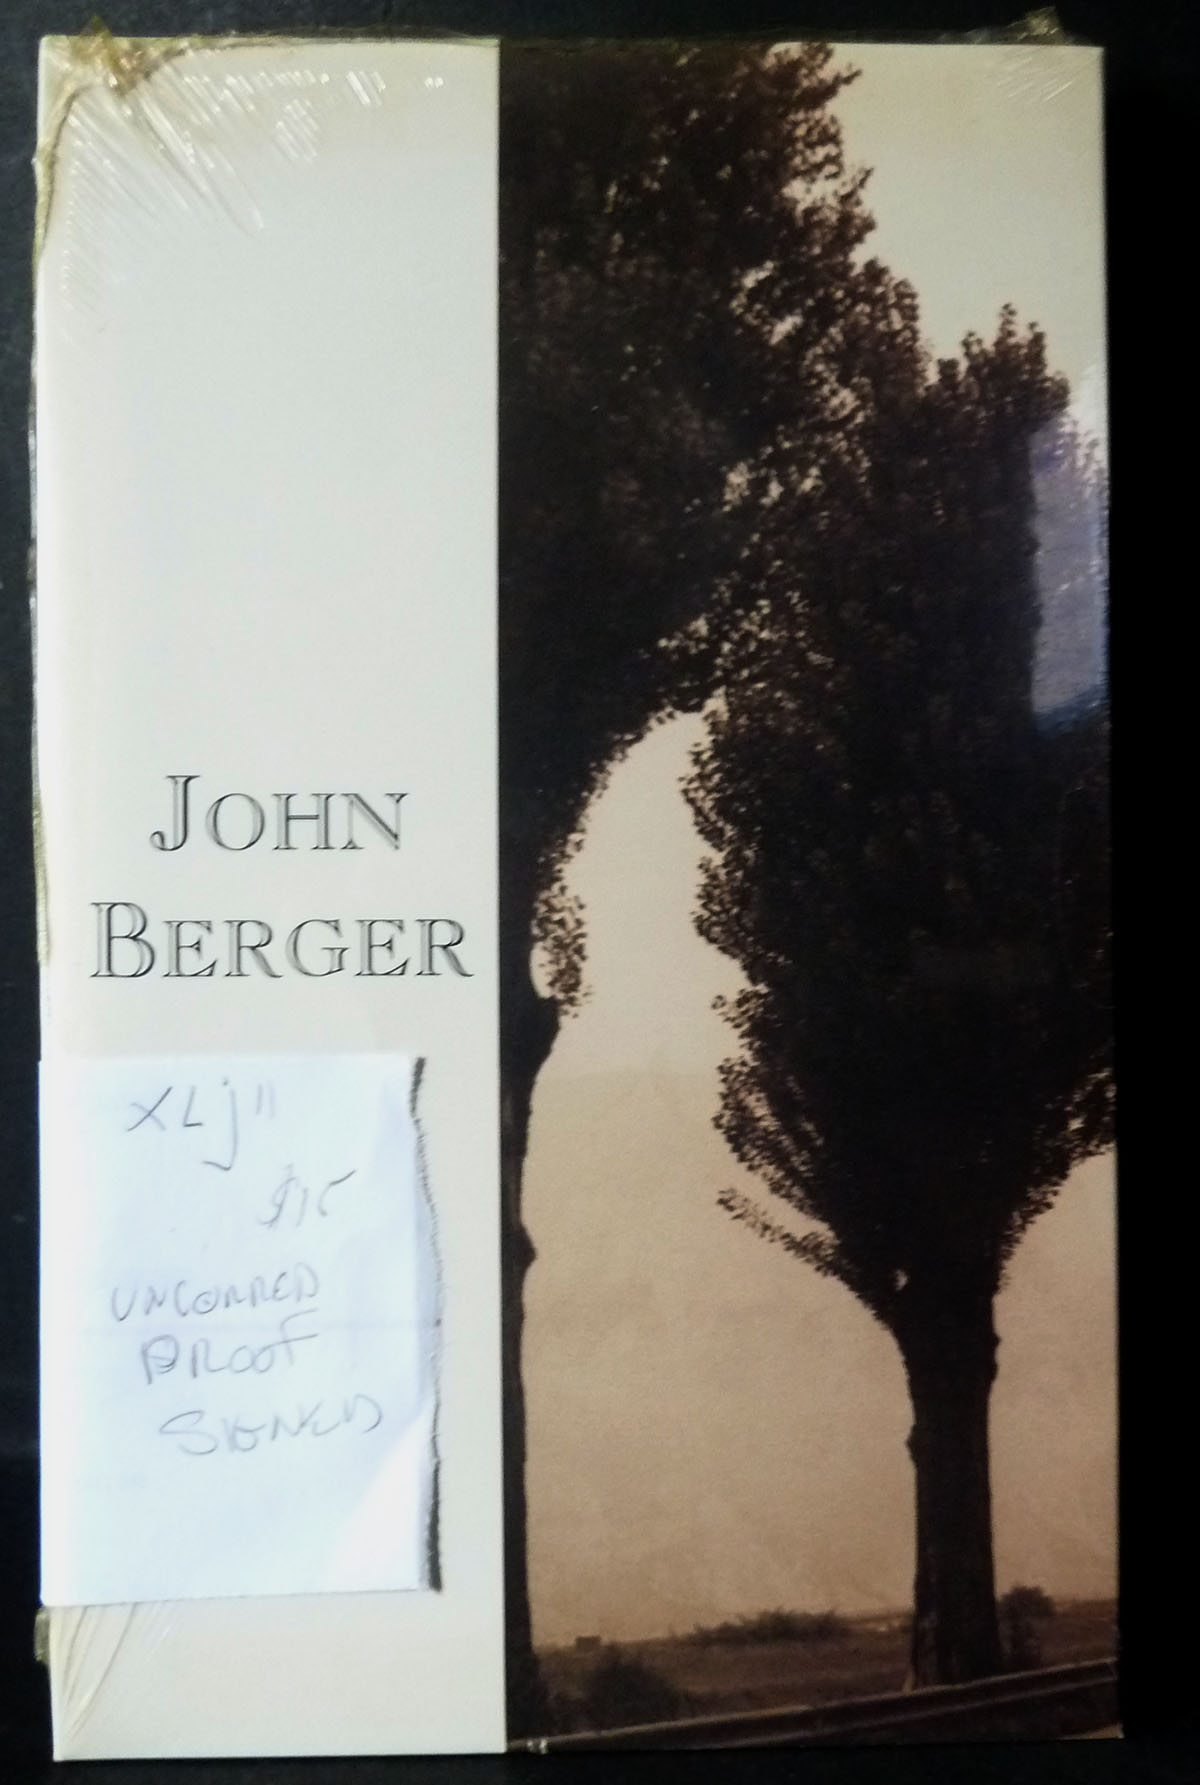 JOHN
BERGER
XLj"
$15
UNCORRED
PROOF
SIGNED